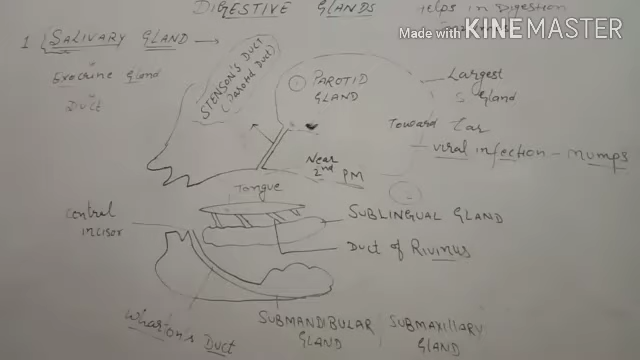 DIGESTIVE GLANDS
Helps in Digestion
Made with KINEMASTER
1 SALIVARY GLAND →
Exocrine Gland
Duct
STENSON'S DUCT
(Parotid Duct)
① PAROTID
GLAND
Largest
S Gland
Toward Ear
viral infection - mumps
Near
2nd PM
Tongue
SUBLINGUAL GLAND
Duct of Rivinus
Central
incisor
Wharton's Duct
SUBMANDIBULAR
GLAND
SUBMAXILLARY
GLAND